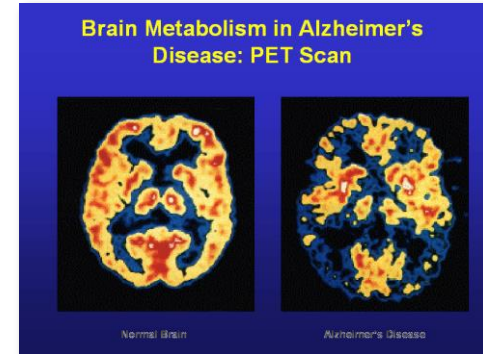 Brain Metabolism in Alzheimer's
Disease: PET Scan
Normal Brain
Alzheimer's Disease